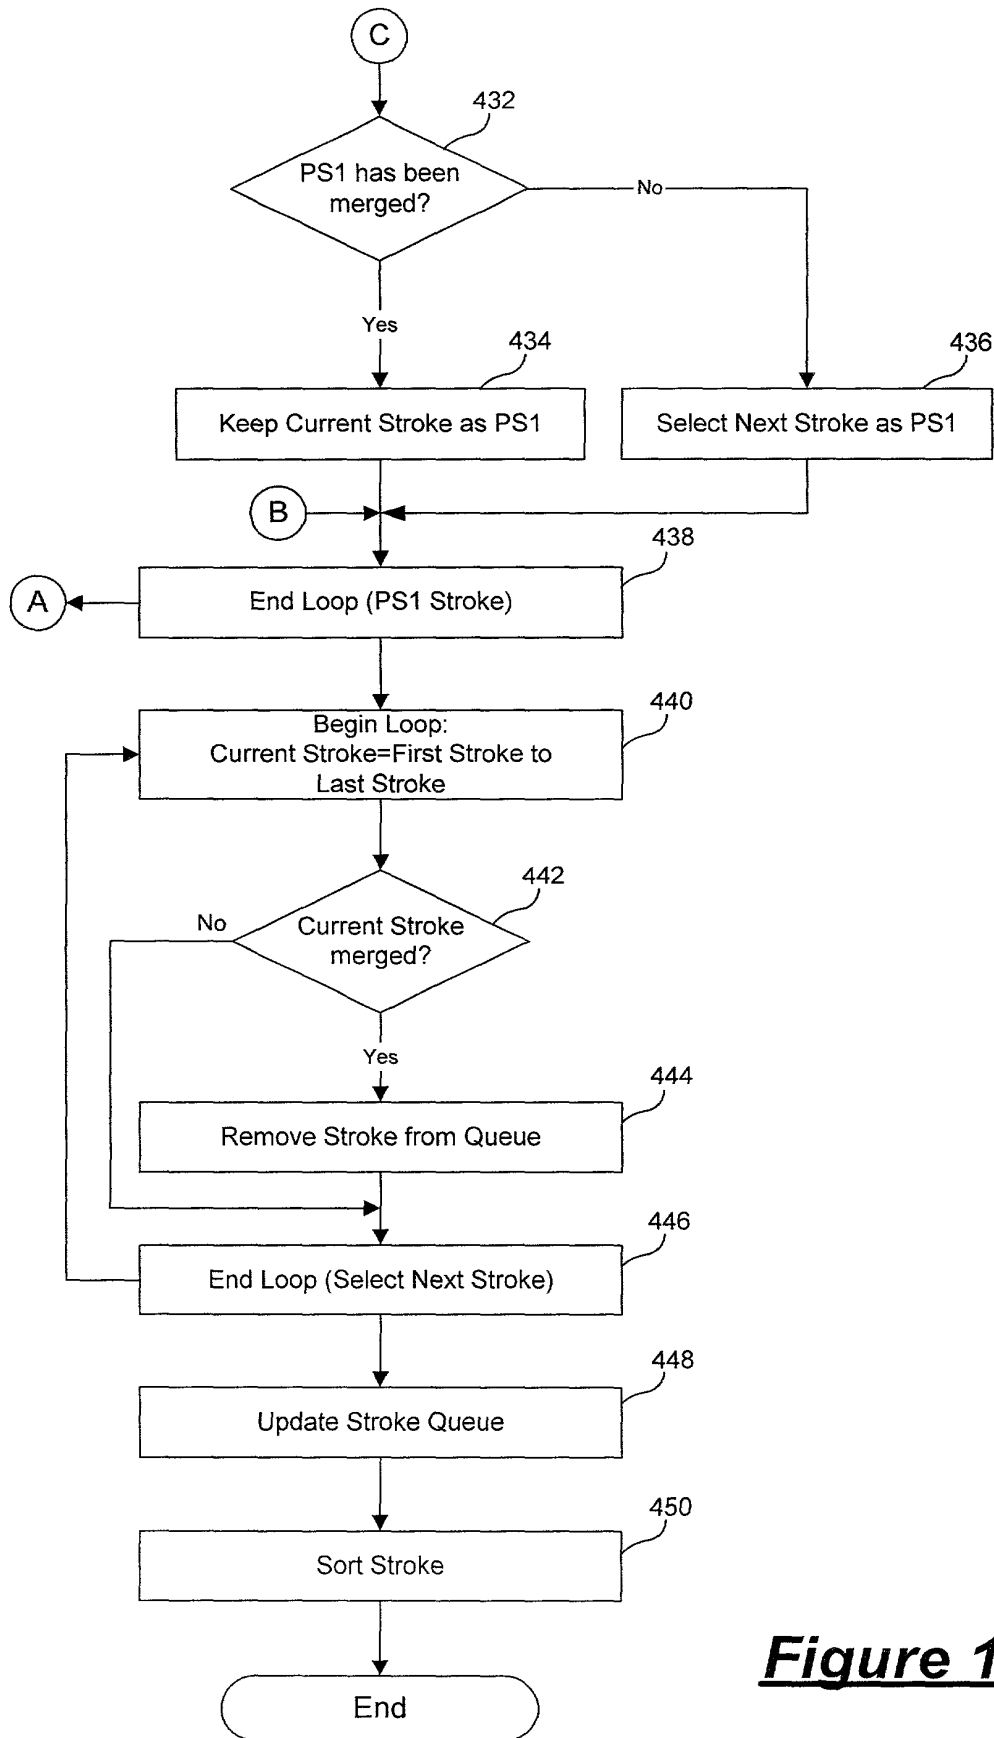 C
432
PS1 has been
merged?
No
Yes
434
436
Keep Current Stroke as PS1
Select Next Stroke as PS1
B
438
A
End Loop (PS1 Stroke)
440
Begin Loop:
Current Stroke=First Stroke to
Last Stroke
442
No
Current Stroke
merged?
Yes
444
Remove Stroke from Queue
446
End Loop (Select Next Stroke)
448
Update Stroke Queue
450
Sort Stroke
Figure 1
End